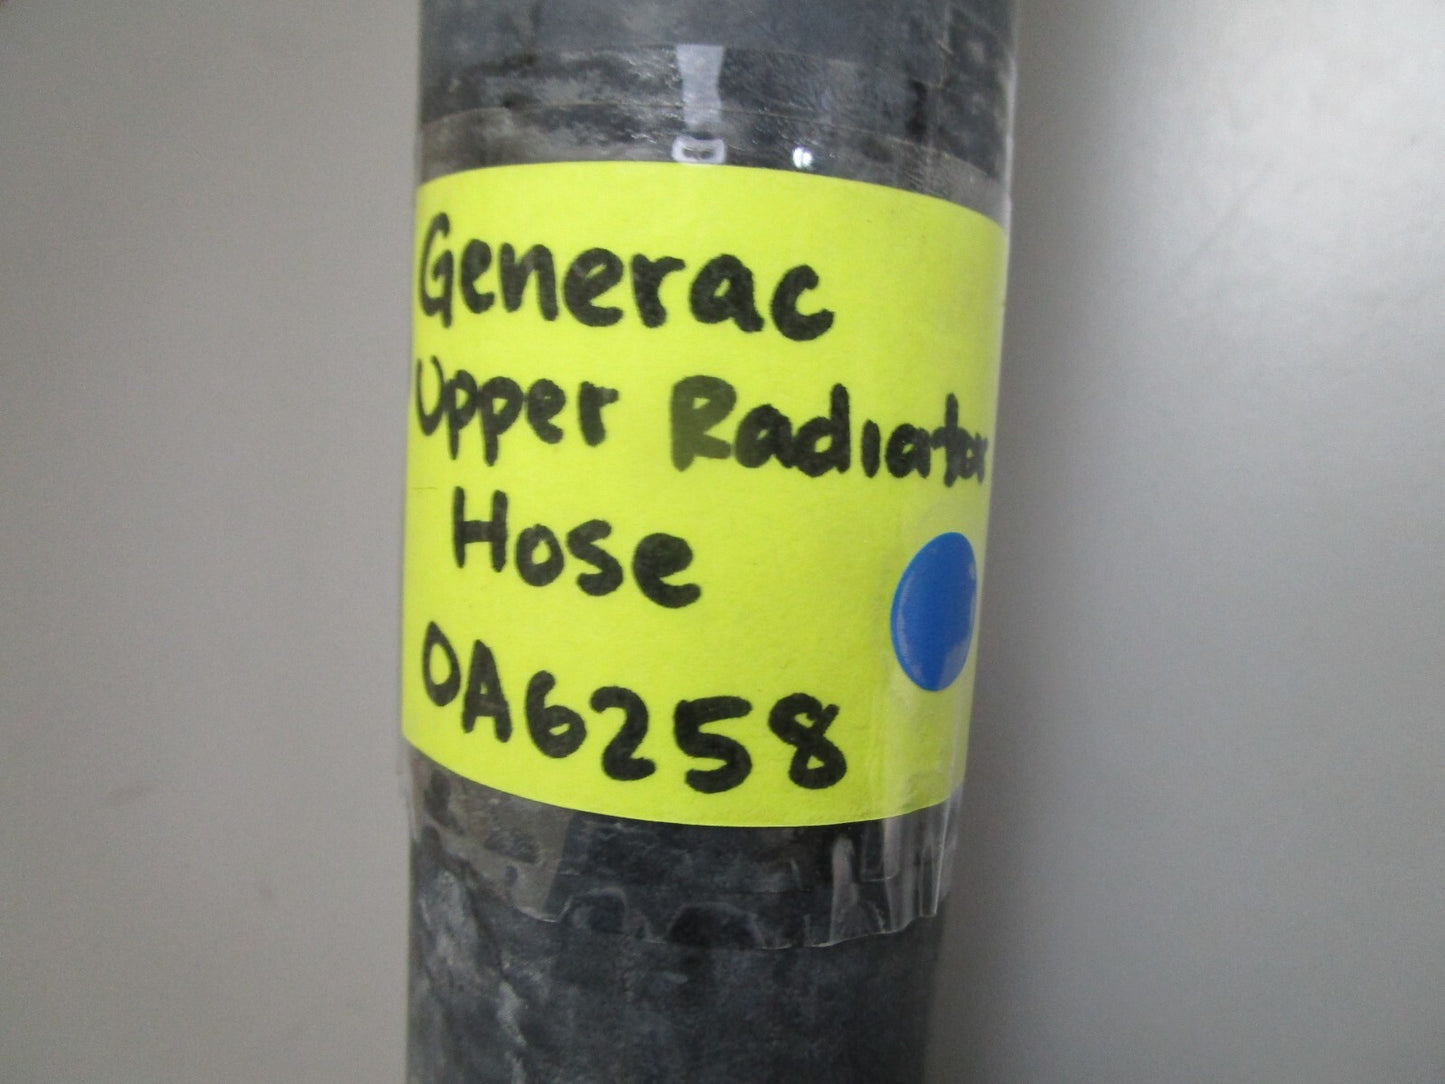 Generac
Upper Radiator
Hose
0A6258